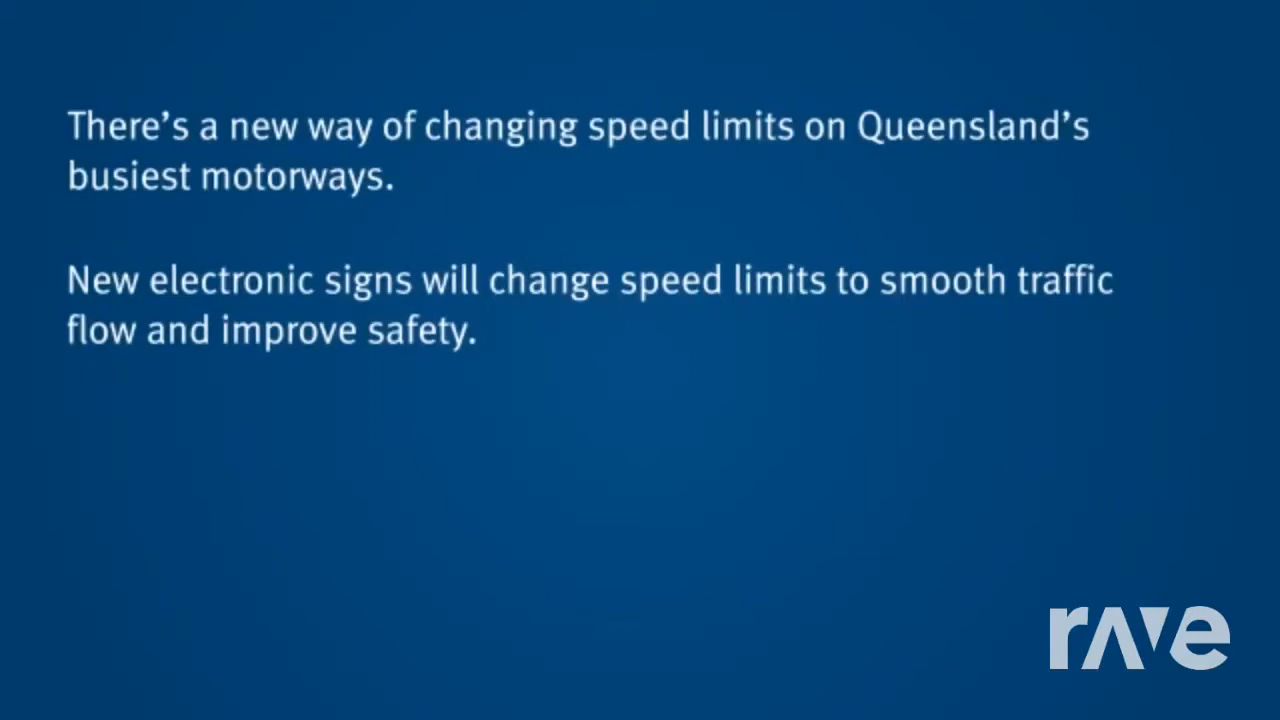 There’s a new way of changing speed limits on Queensland’s
busiest motorways.
New electronic signs will change speed limits to smooth traffic
flow and improve safety.
rave